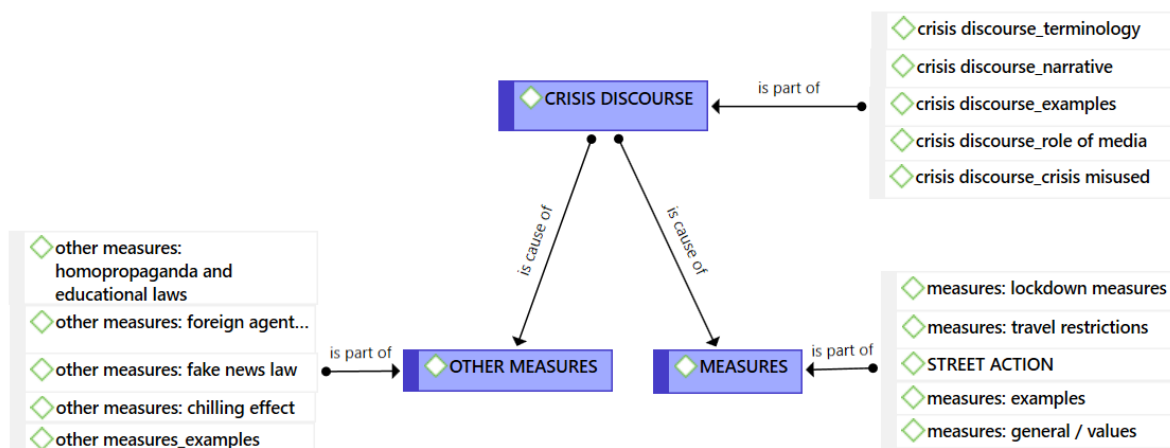 crisis discourse_terminology
crisis discourse_narrative
crisis discourse_examples
crisis discourse_role of media
crisis discourse_crisis misused
is part of
CRISIS DISCOURSE
is cause of
is cause of
other measures:
homopropaganda and
educational laws
other measures: foreign agent...
other measures: fake news law
other measures: chilling effect
other measures_examples
is part of
OTHER MEASURES
MEASURES
is part of
measures: lockdown measures
measures: travel restrictions
STREET ACTION
measures: examples
measures: general / values